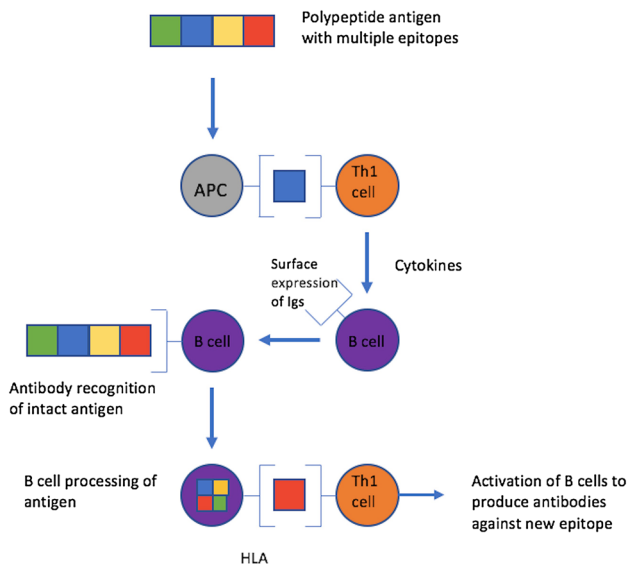 Polypeptide antigen
with multiple epitopes
APC
Th1
cell
Surface
expression
of Igs
Cytokines
B cell
B cell
Antibody recognition
of intact antigen
B cell processing of
antigen
Th1
cell
Activation of B cells to
produce antibodies
against new epitope
HLA